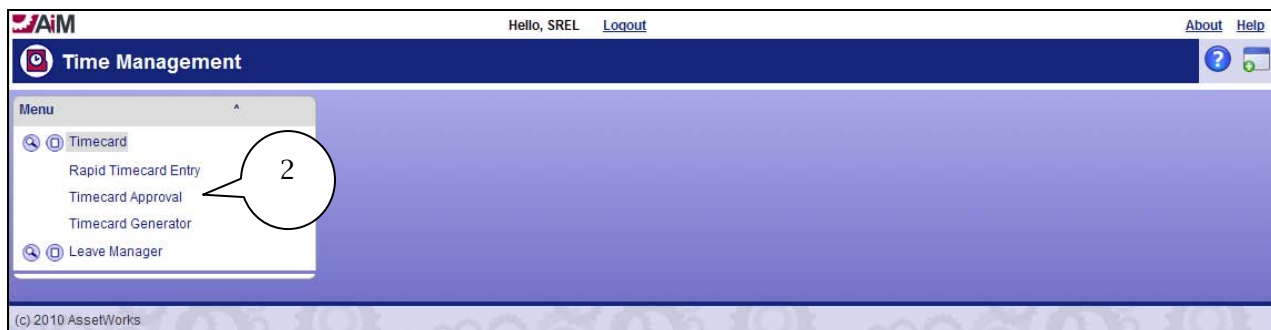 AiM
Hello, SREL Logout
About Help
Time Management
?
Menu ^
Timecard
Rapid Timecard Entry
2
Timecard Approval
Timecard Generator
Leave Manager
(c) 2010 AssetWorks